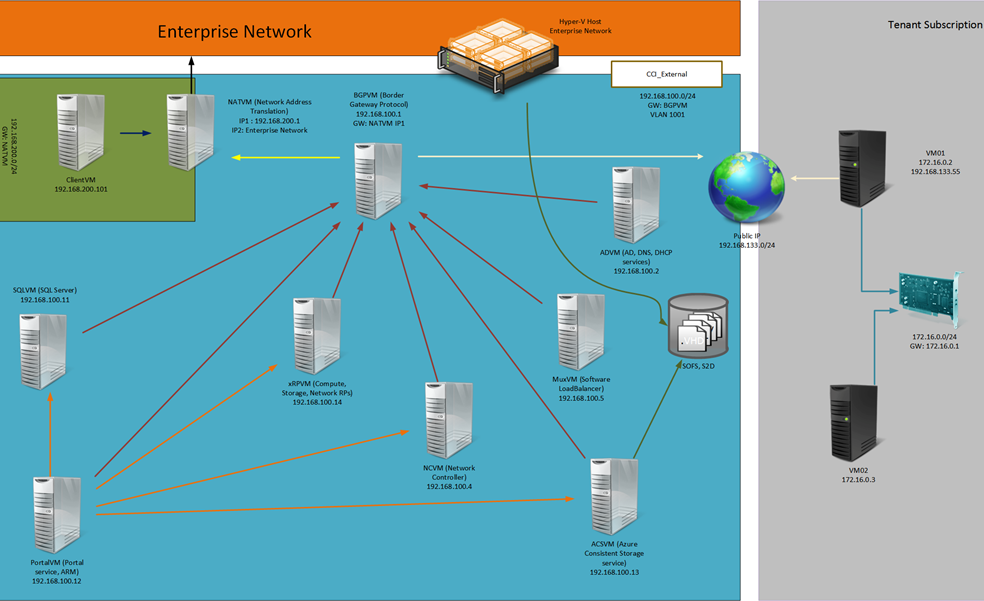 Enterprise Network
Hyper-V Host
Enterprise Network
Tenant Subscription
CCI_External
192.168.100.0/24
GW: BGPVM
VLAN 1001
192.168.200.0/24
GW: NATVM
ClientVM
192.168.200.101
NATVM (Network Address
Translation)
IP1 : 192.168.200.1
IP2: Enterprise Network
BGPVM (Border
Gateway Protocol)
192.168.100.1
GW: NATVM IP1
VM01
172.16.0.2
192.168.133.55
Public IP
192.168.133.0/24
ADVM (AD, DNS, DHCP
services)
192.168.100.2
SQLVM (SQL Server)
192.168.100.11
.VHD
SOFS, S2D
172.16.0.0/24
GW: 172.16.0.1
xRPVM (Compute,
Storage, Network RPs)
192.168.100.14
MuxVM (Software
LoadBalancer)
192.168.100.5
NCVM (Network
Controller)
192.168.100.4
VM02
172.16.0.3
PortalVM (Portal
service, ARM)
192.168.100.12
ACSVM (Azure
Consistent Storage
service)
192.168.100.13